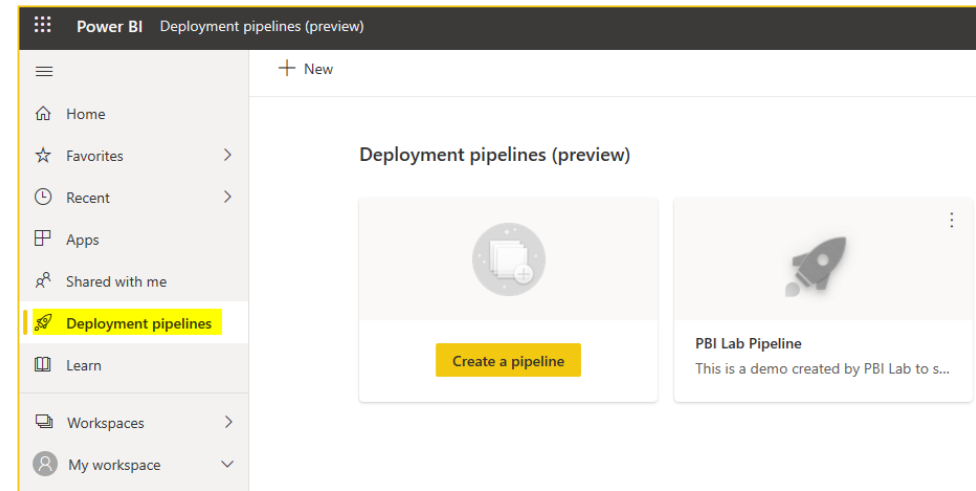 Power BI Deployment pipelines (preview)
New
Home
Favorites
Recent
Apps
Shared with me
Deployment pipelines
Learn
Workspaces
My workspace
Deployment pipelines (preview)
Create a pipeline
PBI Lab Pipeline
This is a demo created by PBI Lab to s...